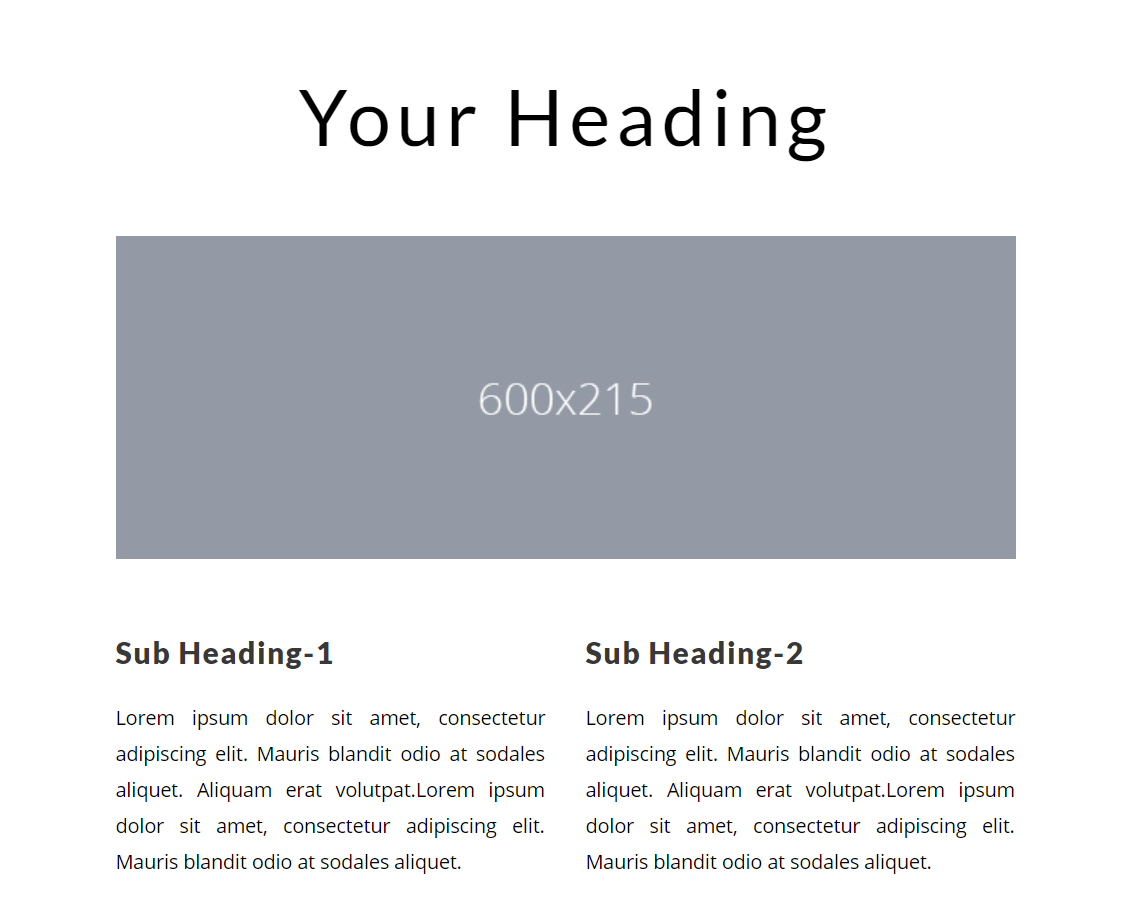 Your Heading
600x215
Sub Heading-1
Lorem ipsum dolor sit amet, consectetur
adipiscing elit. Mauris blandit odio at sodales
aliquet. Aliquam erat volutpat.Lorem ipsum
dolor sit amet, consectetur adipiscing elit.
Mauris blandit odio at sodales aliquet.
Sub Heading-2
Lorem ipsum dolor sit amet, consectetur
adipiscing elit. Mauris blandit odio at sodales
aliquet. Aliquam erat volutpat.Lorem ipsum
dolor sit amet, consectetur adipiscing elit.
Mauris blandit odio at sodales aliquet.